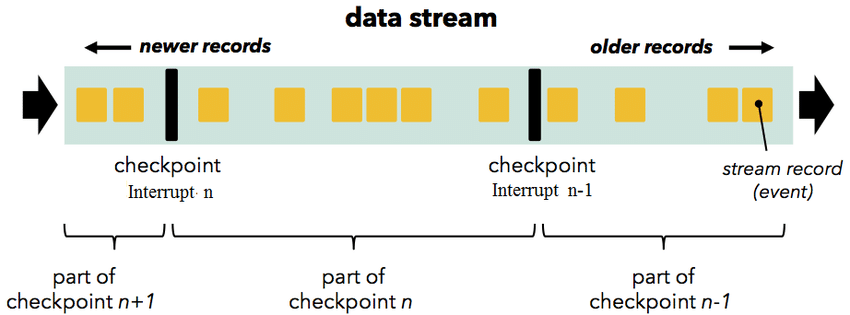 data stream
newer records
older records
checkpoint
Interrupt n
checkpoint
Interrupt n-1
stream record
(event)
part of
checkpoint n+1
part of
checkpoint n
part of
checkpoint n-1